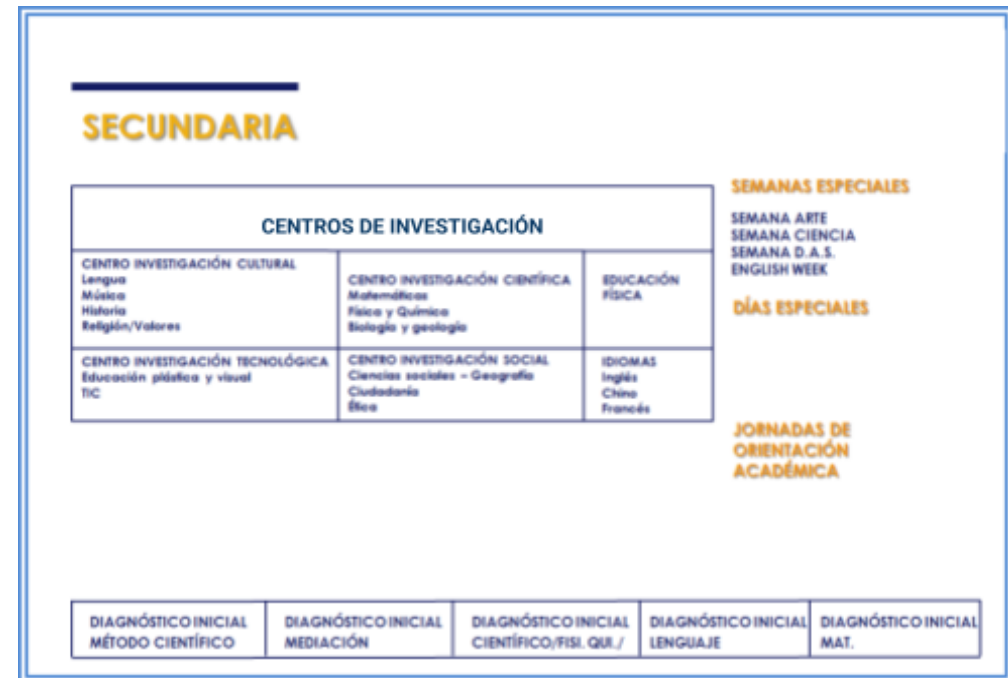 SECUNDARIA
CENTROS DE INVESTIGACIÓN
CENTRO INVESTIGACIÓN CULTURAL
Lengua
Música
Historia
Religión/Valores
CENTRO INVESTIGACIÓN CIENTÍFICA
Matemáticas
Física y Química
Biología y geología
EDUCACIÓN
FÍSICA
CENTRO INVESTIGACIÓN TECNOLÓGICA
Educación plástica y visual
TIC
CENTRO INVESTIGACIÓN SOCIAL
Ciencias sociales – Geografía
Ciudadanía
Ética
IDIOMAS
Inglés
Chino
Francés
SEMANAS ESPECIALES
SEMANA ARTE
SEMANA CIENCIA
SEMANA D.A.S.
ENGLISH WEEK
DÍAS ESPECIALES
JORNADAS DE
ORIENTACIÓN
ACADÉMICA
DIAGNÓSTICO INICIAL
MÉTODO CIENTÍFICO
DIAGNÓSTICO INICIAL
MEDIACIÓN
DIAGNÓSTICO INICIAL
CIENTÍFICO/FISI. QUI./
DIAGNÓSTICO INICIAL
LENGUAJE
DIAGNÓSTICO INICIAL
MAT.